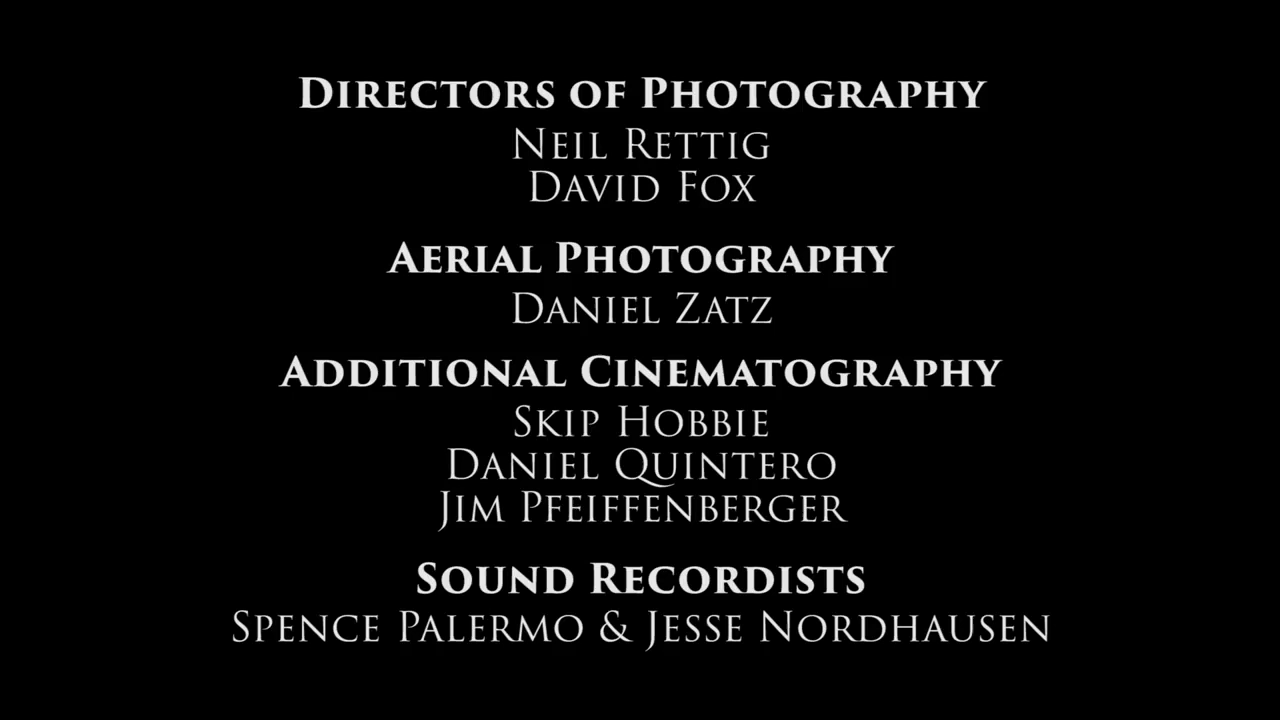 Directors of Photography
Neil Rettig
David Fox
Aerial Photography
Daniel Zatz
Additional Cinematography
Skip Hobbie
Daniel Quintero
Jim Pfeiffenberger
Sound Recordists
Spence Palermo & Jesse Nordhausen